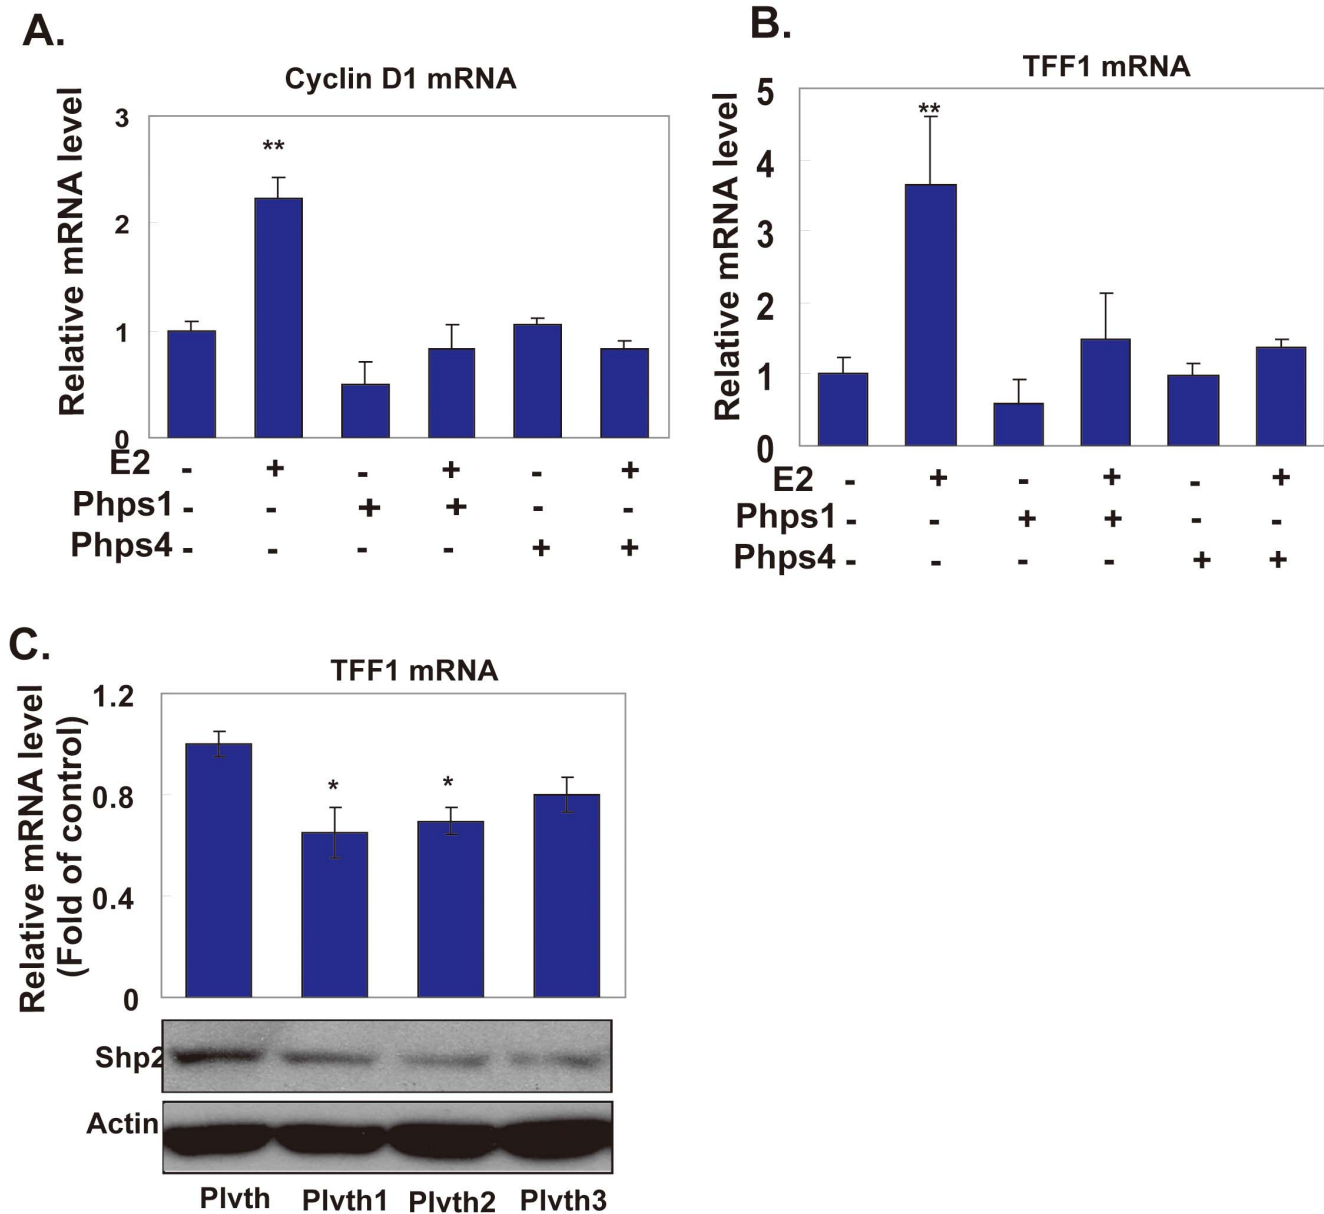 A.
Cyclin D1 mRNA
Relative mRNA level
3
**
2
1
0
E2 - + - + - +
Phps1 - - + + - -
Phps4 - - - - + +
B.
TFF1 mRNA
Relative mRNA level
5
**
4
3
2
1
0
E2 - + - + - +
Phps1 - - + + - -
Phps4 - - - - + +
C.
TFF1 mRNA
Relative mRNA level
(Fold of control)
1.2
* *
0.8
0.4
0
Shp2
Actin
Plvth Plvth1 Plvth2 Plvth3